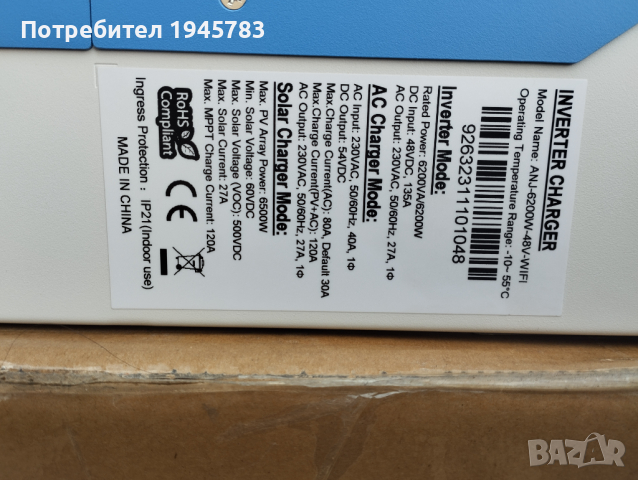 Потребител 1945783
INVERTER CHARGER
Model Name: ANJ-6200W-48V-WIFI
Operating Temperature Range: -10~ 55°C
92632311101048
Inverter Mode:
Rated Power: 6200VA/6200W
DC Input: 48VDC, 135A
AC Output: 230VAC, 50/60Hz, 27A, 1Φ
AC Charger Mode:
AC Input: 230VAC, 50/60Hz, 40A, 1Φ
DC Output: 54VDC
Max.Charge Current(AC): 80A, Default 30A
Max.Charge Current(PV+AC): 120A
AC Output: 230VAC, 50/60Hz, 27A, 1Φ
Solar Charger Mode:
Max. PV Array Power: 6500W
Min. Solar Voltage: 60VDC
Max. Solar Voltage (VOC): 500VDC
Max. Solar Current: 27A
Max. MPPT Charge Current: 120A
RoHS
Compliant
CE
Ingress Protection : IP21(Indoor use)
MADE IN CHINA
BAZAR